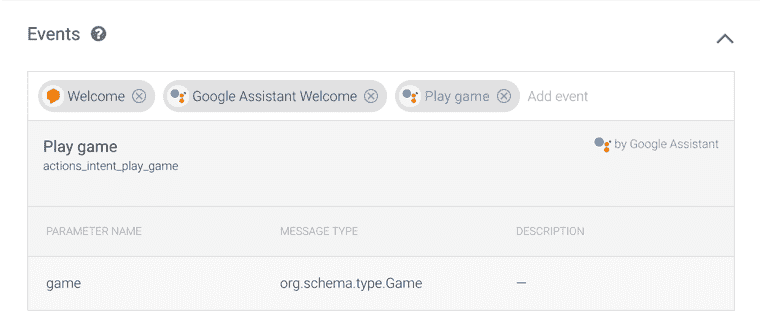 Events ?
Welcome Google Assistant Welcome Play game Add event
Play game by Google Assistant
actions_intent_play_game
PARAMETER NAME MESSAGE TYPE DESCRIPTION
game org.schema.type.Game —